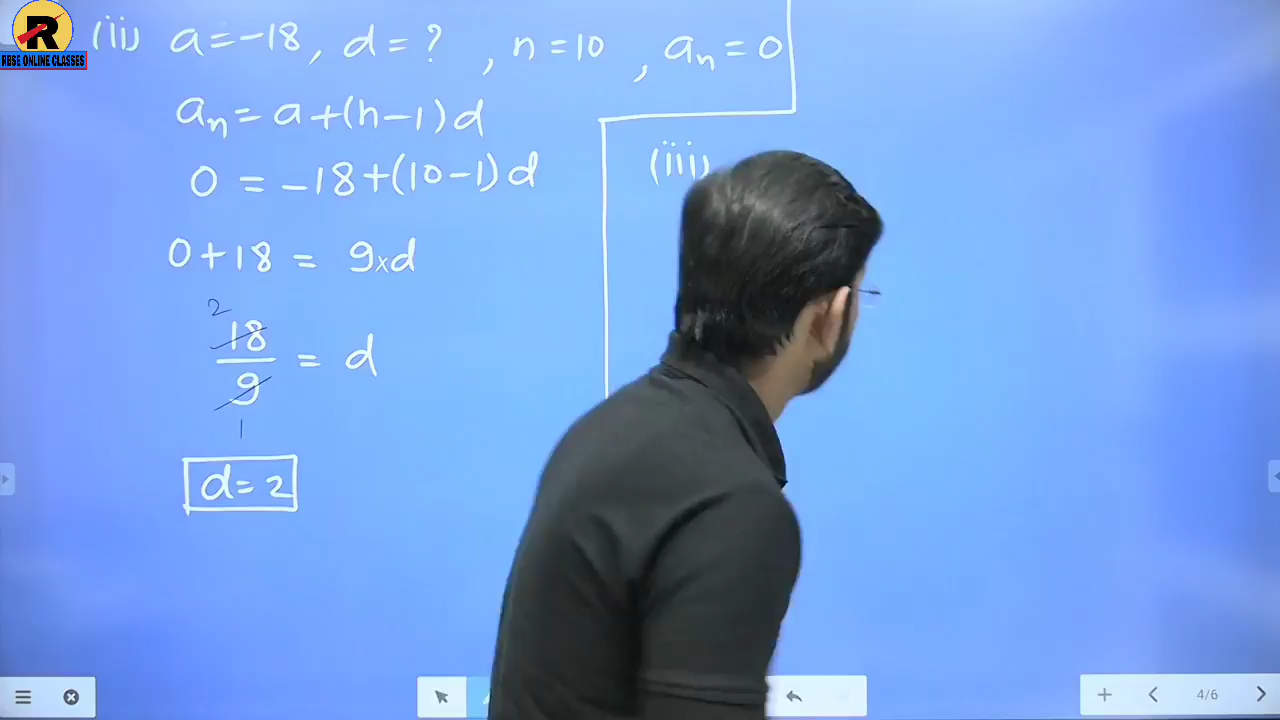 R
RBSE ONLINE CLASSES
(ii) a = -18, d = ?, n = 10, aₙ = 0
aₙ = a + (n - 1) d
0 = -18 + (10 - 1) d
0 + 18 = 9 x d
2
18/9 = d
1
d = 2
(iii)
4/6